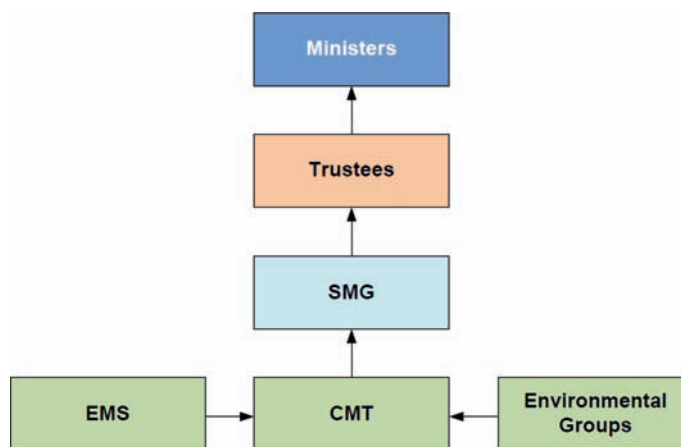 Ministers
Trustees
SMG
EMS
CMT
Environmental
Groups